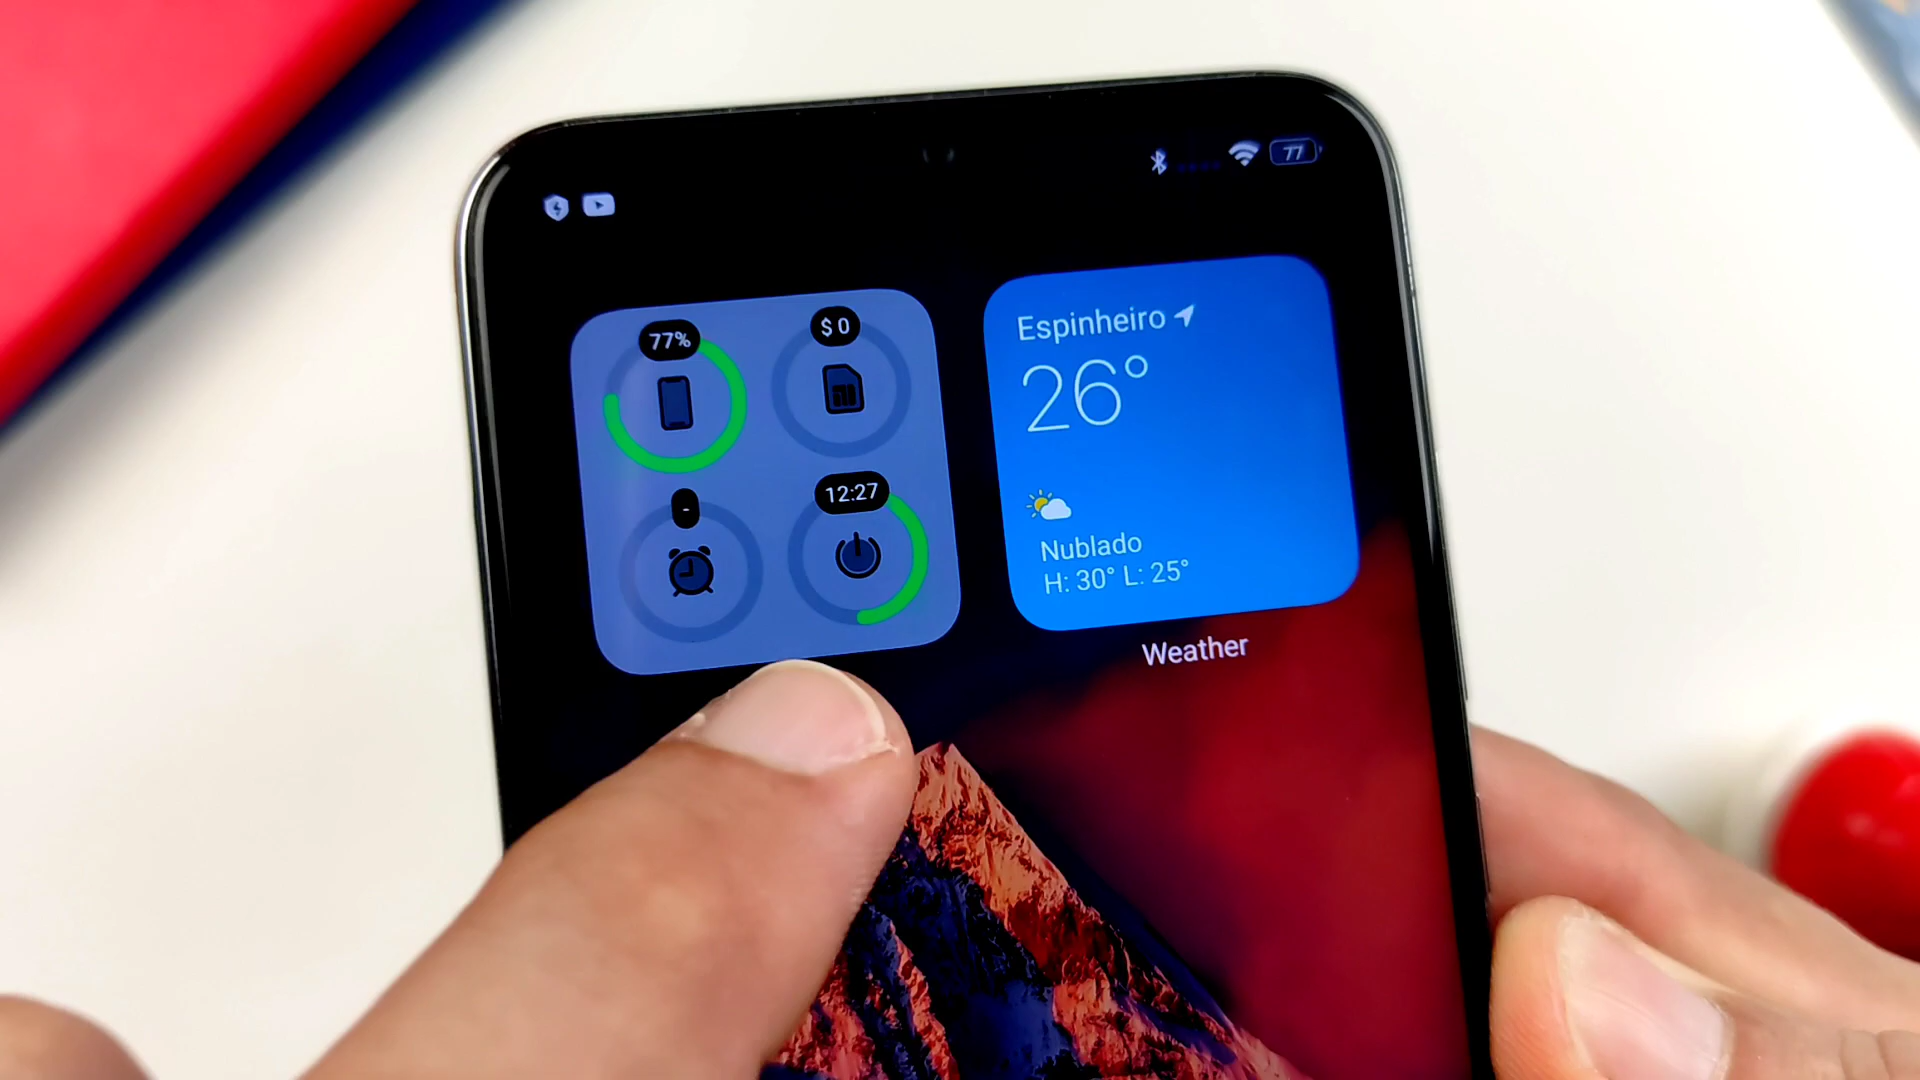 77
77%
$ 0
-
12:27
Espinheiro
26°
Nublado
H: 30° L: 25°
Weather